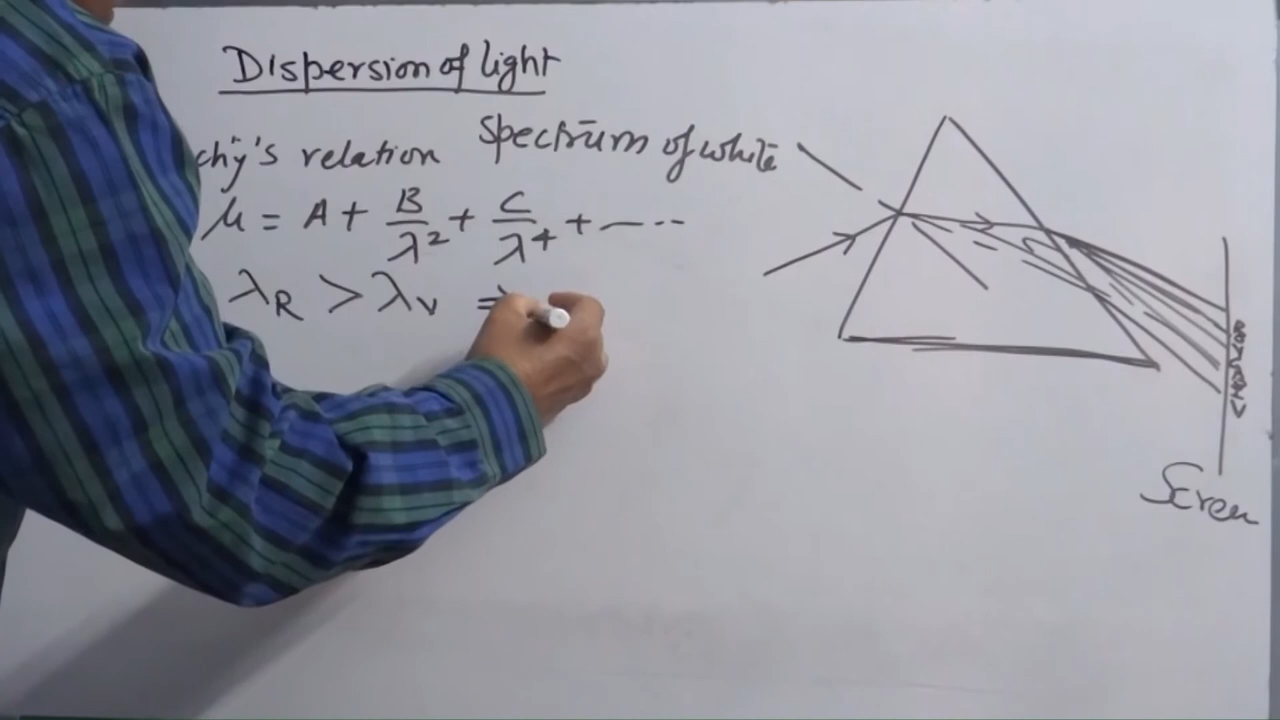 Dispersion of light
chy's relation spectrum of white
μ = A + B/λ² + C/λ⁴ + ----
λR > λV ⇒
Screen